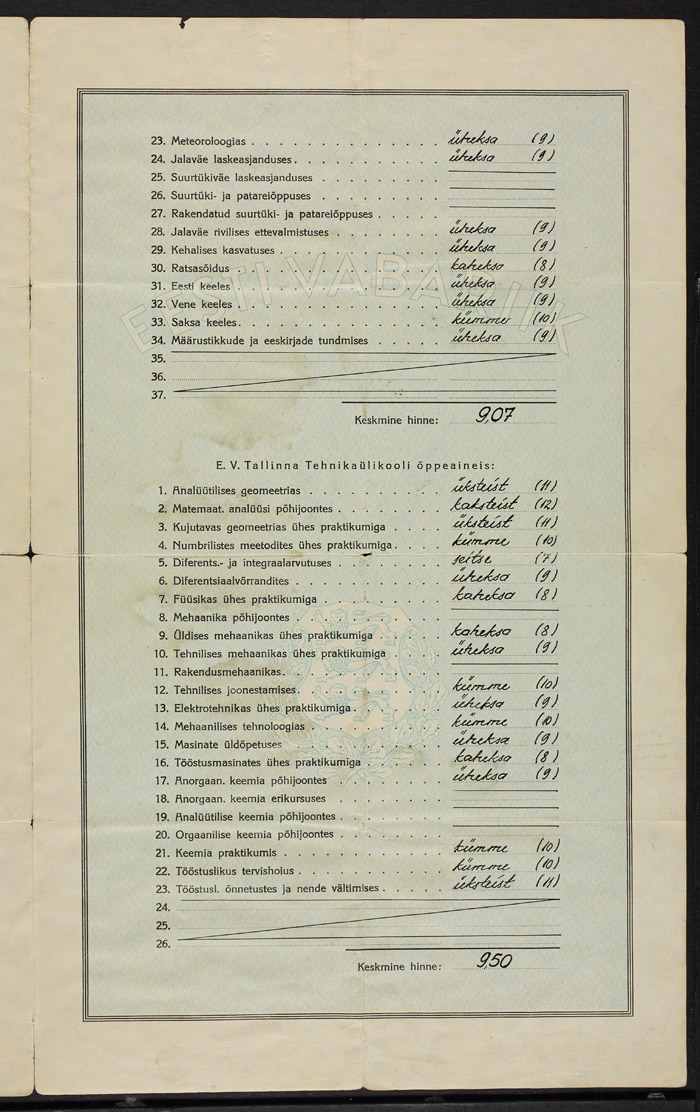 23. Meteoroloogias . . . . . . . . . . . . . üheksa (9)
24. Jalaväe laskeasjanduses . . . . . . . . . . üheksa (9)
25. Suurtükiväe laskeasjanduses . . . . . . . .
26. Suurtüki- ja patareiõppuses . . . . . . . .
27. Rakendatud suurtüki- ja patareiõppuses . . . . .
28. Jalaväe rivilises ettevalmistuses . . . . . . . üheksa (9)
29. Kehalises kasvatuses . . . . . . . . . . . üheksa (9)
30. Ratsasõidus . . . . . . . . . . . . . . kaheksa (8)
31. Eesti keeles . . . . . . . . . . . . . . üheksa (9)
32. Vene keeles . . . . . . . . . . . . . . üheksa (9)
33. Saksa keeles . . . . . . . . . . . . . . kümme (10)
34. Määrustikkude ja eeskirjade tundmises . . . . . üheksa (9)
35.
36.
37.
EESTI VABARIIK
Keskmine hinne: 9,07
E. V. Tallinna Tehnikaülikooli õppeaineis:
1. Analüütilises geomeetrias . . . . . . . . . üksteist (11)
2. Matemaat. analüüsi põhijoontes . . . . . . . kaksteist (12)
3. Kujutavas geomeetrias ühes praktikumiga . . . . üksteist (11)
4. Numbrilistes meetodites ühes praktikumiga . . . . kümme (10)
5. Diferents.- ja integraalarvutuses . . . . . . . seitse (7)
6. Diferentsiaalvõrrandites . . . . . . . . . . üheksa (9)
7. Füüsikas ühes praktikumiga . . . . . . . . kaheksa (8)
8. Mehaanika põhijoontes . . . . . . . . . .
9. Üldises mehaanikas ühes praktikumiga . . . . . kaheksa (8)
10. Tehnilises mehaanikas ühes praktikumiga . . . . üheksa (9)
11. Rakendusmehaanikas . . . . . . . . . . .
12. Tehnilises joonestamises . . . . . . . . . . kümme (10)
13. Elektrotehnikas ühes praktikumiga . . . . . . üheksa (9)
14. Mehaanilises tehnoloogias . . . . . . . . . kümme (10)
15. Masinate üldõpetuses . . . . . . . . . . . üheksa (9)
16. Tööstusmasinates ühes praktikumiga . . . . . kaheksa (8)
17. Anorgaan. keemia põhijoontes . . . . . . . . üheksa (9)
18. Anorgaan. keemia erikursuses . . . . . . .
19. Analüütilise keemia põhijoontes . . . . . . .
20. Orgaanilise keemia põhijoontes . . . . . . .
21. Keemia praktikumis . . . . . . . . . . . kümme (10)
22. Tööstuslikus tervishoius . . . . . . . . . . kümme (10)
23. Tööstusl. õnnetustes ja nende vältimises . . . . . üksteist (11)
24.
25.
26.
Keskmine hinne: 9,50